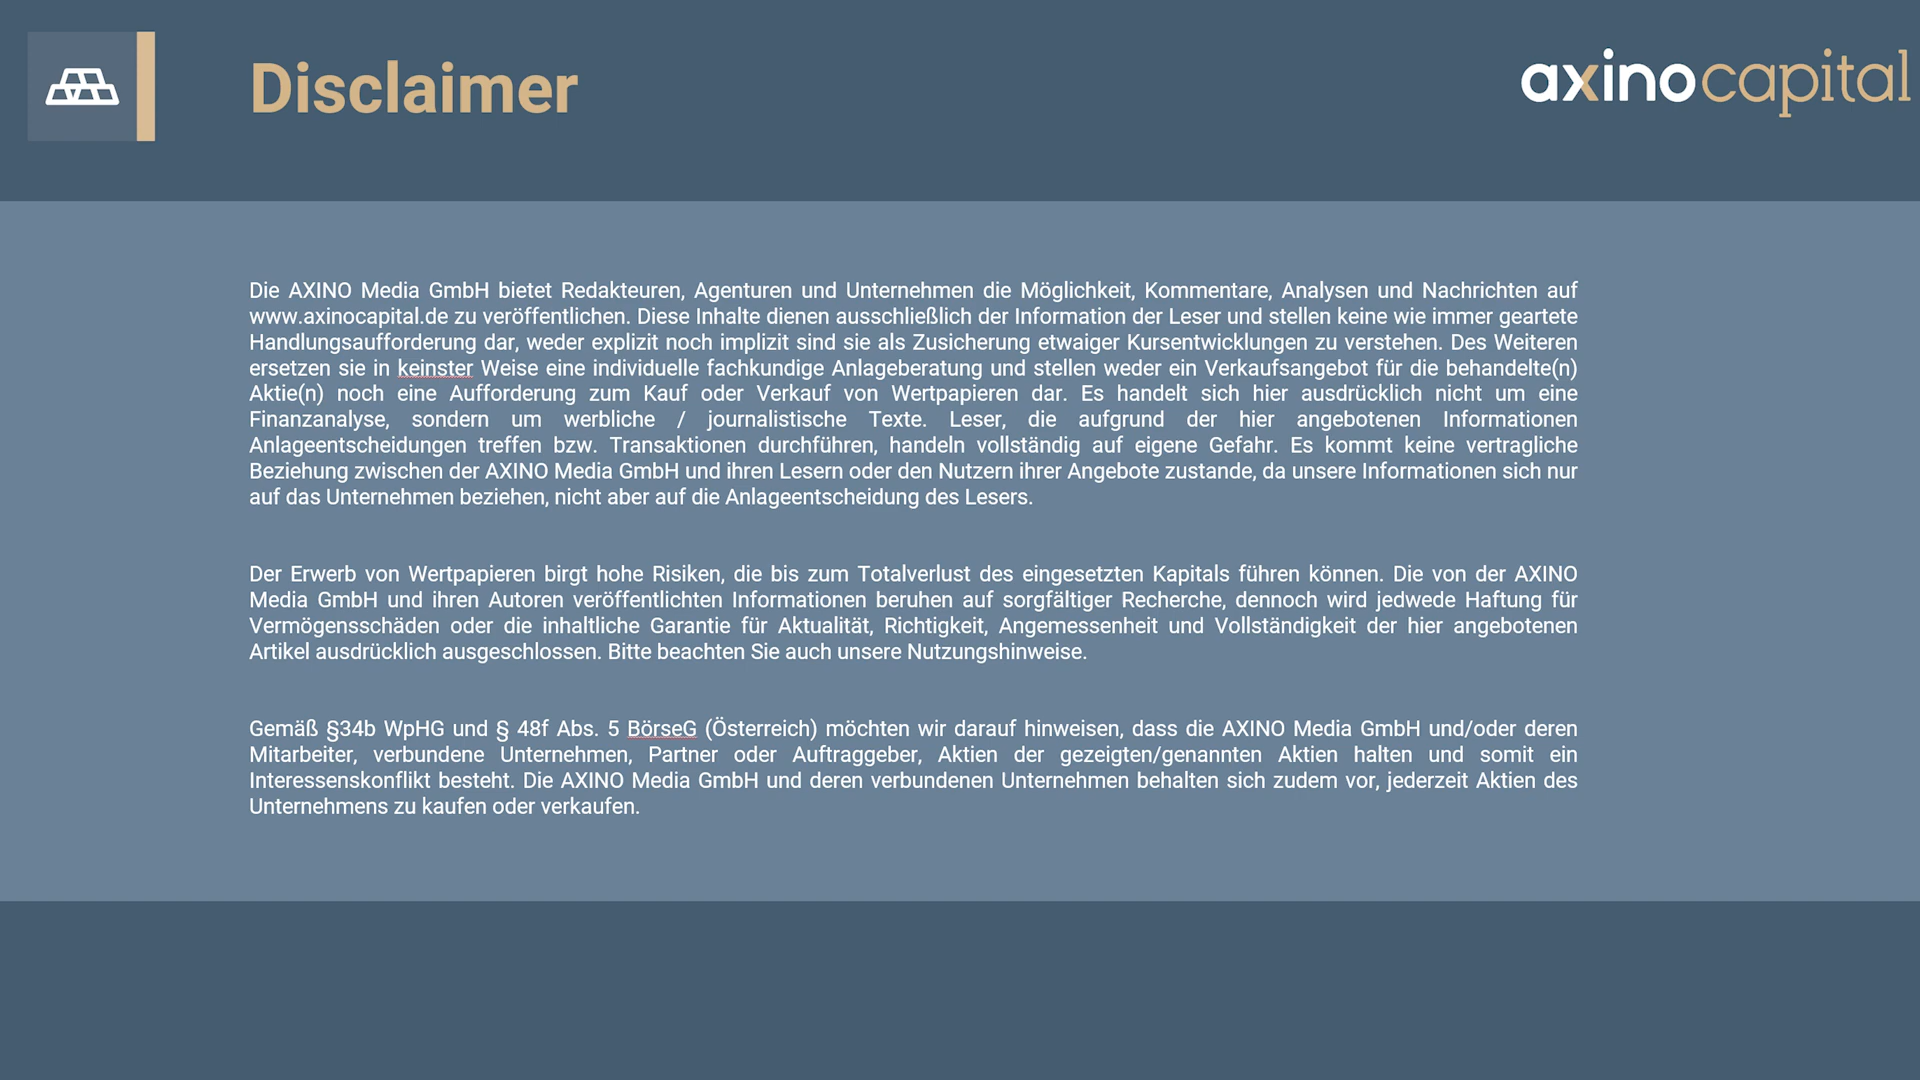 Disclaimer
axinocapital
Die AXINO Media GmbH bietet Redakteuren, Agenturen und Unternehmen die Möglichkeit, Kommentare, Analysen und Nachrichten auf
www.axinocapital.de zu veröffentlichen. Diese Inhalte dienen ausschließlich der Information der Leser und stellen keine wie immer geartete
Handlungsaufforderung dar, weder explizit noch implizit sind sie als Zusicherung etwaiger Kursentwicklungen zu verstehen. Des Weiteren
ersetzen sie in keinster Weise eine individuelle fachkundige Anlageberatung und stellen weder ein Verkaufsangebot für die behandelte(n)
Aktie(n) noch eine Aufforderung zum Kauf oder Verkauf von Wertpapieren dar. Es handelt sich hier ausdrücklich nicht um eine
Finanzanalyse, sondern um werbliche / journalistische Texte. Leser, die aufgrund der hier angebotenen Informationen
Anlageentscheidungen treffen bzw. Transaktionen durchführen, handeln vollständig auf eigene Gefahr. Es kommt keine vertragliche
Beziehung zwischen der AXINO Media GmbH und ihren Lesern oder den Nutzern ihrer Angebote zustande, da unsere Informationen sich nur
auf das Unternehmen beziehen, nicht aber auf die Anlageentscheidung des Lesers.
Der Erwerb von Wertpapieren birgt hohe Risiken, die bis zum Totalverlust des eingesetzten Kapitals führen können. Die von der AXINO
Media GmbH und ihren Autoren veröffentlichten Informationen beruhen auf sorgfältiger Recherche, dennoch wird jedwede Haftung für
Vermögensschäden oder die inhaltliche Garantie für Aktualität, Richtigkeit, Angemessenheit und Vollständigkeit der hier angebotenen
Artikel ausdrücklich ausgeschlossen. Bitte beachten Sie auch unsere Nutzungshinweise.
Gemäß §34b WpHG und § 48f Abs. 5 BörseG (Österreich) möchten wir darauf hinweisen, dass die AXINO Media GmbH und/oder deren
Mitarbeiter, verbundene Unternehmen, Partner oder Auftraggeber, Aktien der gezeigten/genannten Aktien halten und somit ein
Interessenskonflikt besteht. Die AXINO Media GmbH und deren verbundenen Unternehmen behalten sich zudem vor, jederzeit Aktien des
Unternehmens zu kaufen oder verkaufen.